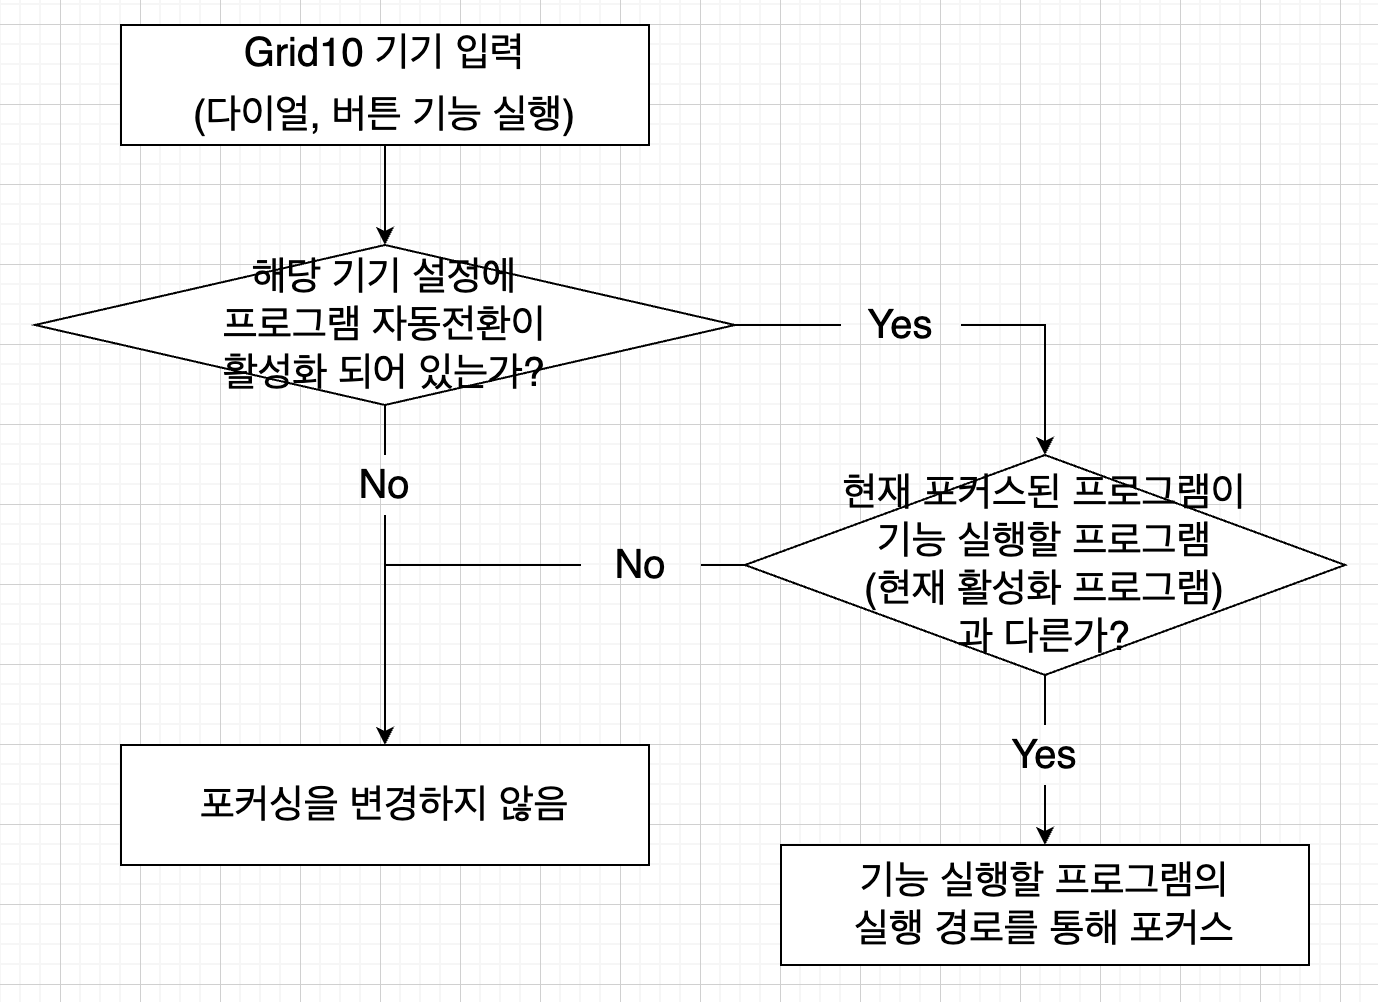 Grid10 기기 입력
(다이얼, 버튼 기능 실행)
해당 기기 설정에
프로그램 자동전환이
활성화 되어 있는가?
Yes
No
현재 포커스된 프로그램이
기능 실행할 프로그램
(현재 활성화 프로그램)
과 다른가?
No
Yes
포커싱을 변경하지 않음
기능 실행할 프로그램의
실행 경로를 통해 포커스